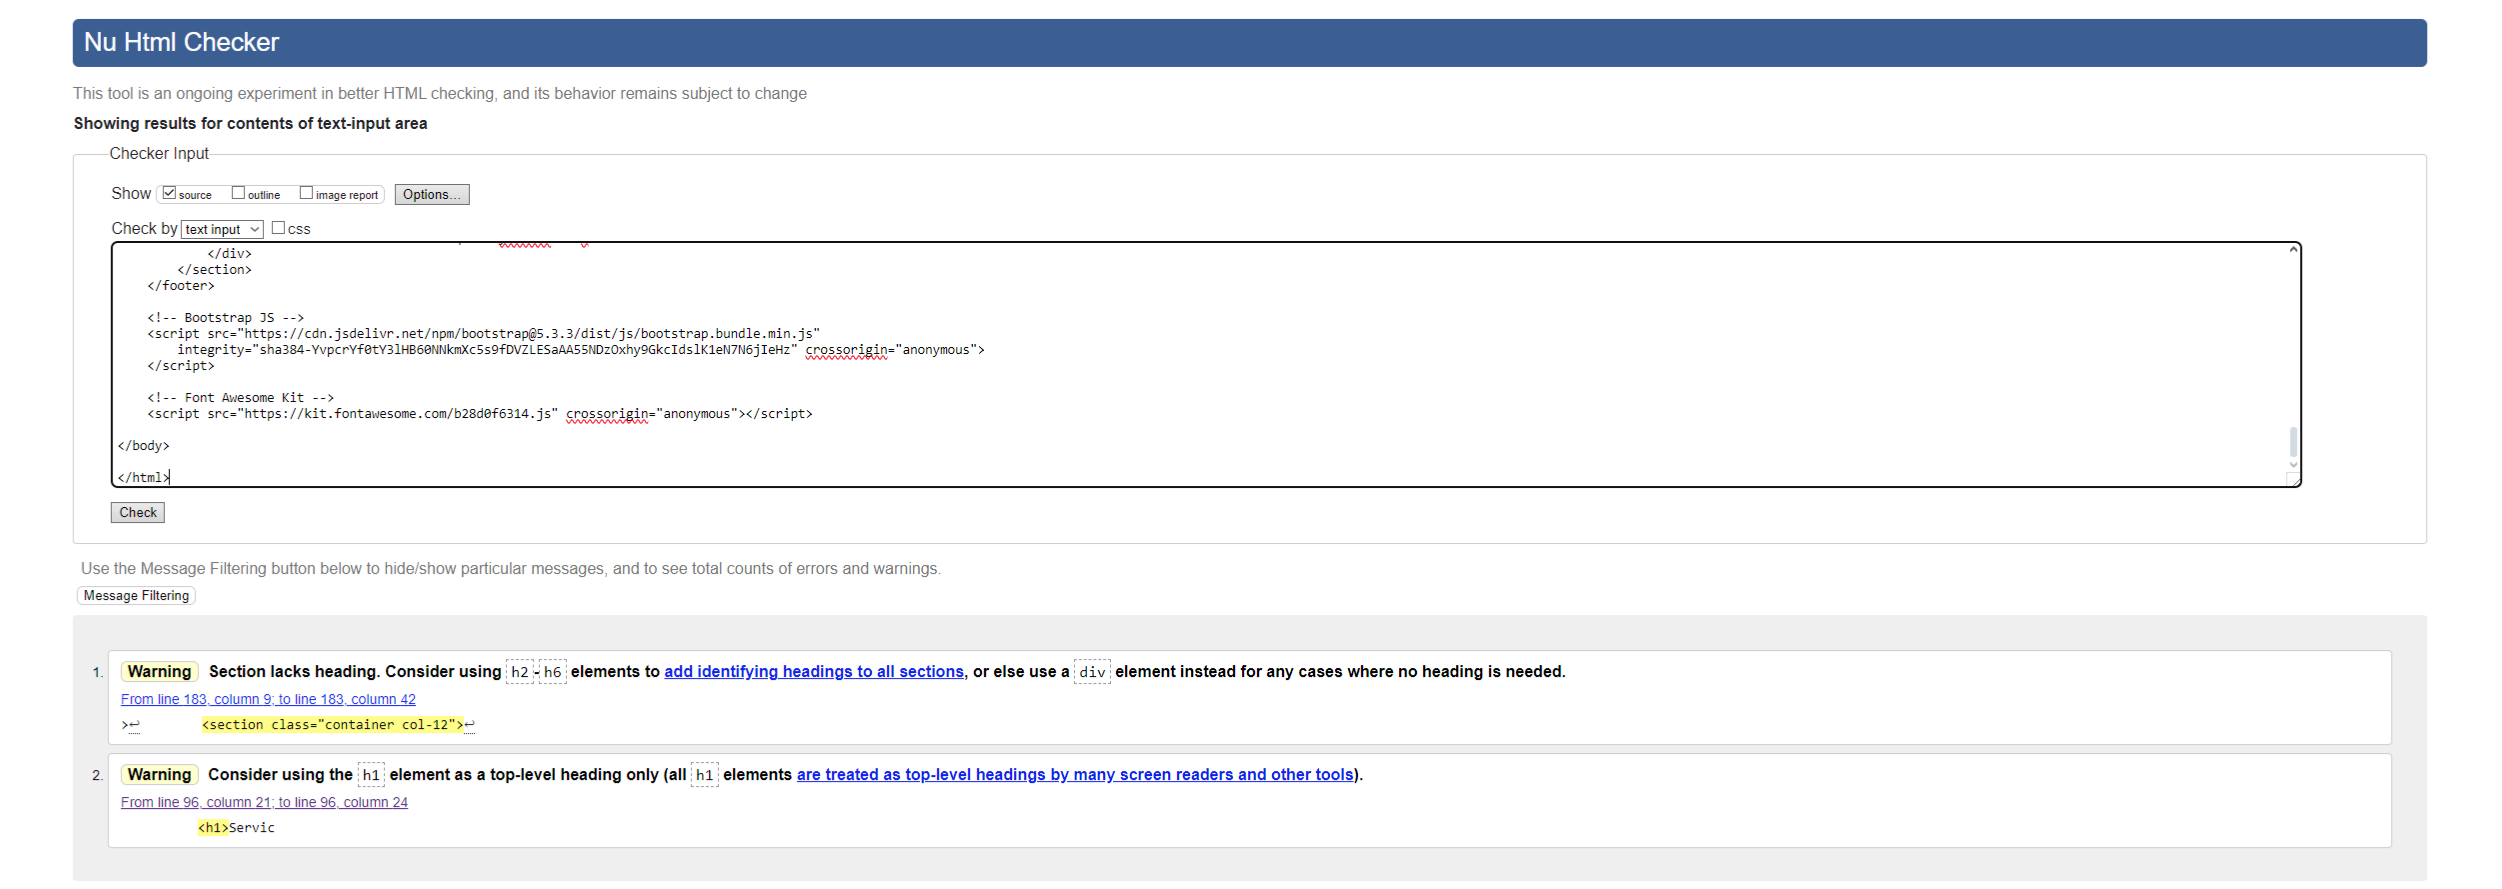 Nu Html Checker
This tool is an ongoing experiment in better HTML checking, and its behavior remains subject to change
Showing results for contents of text-input area
Checker Input
Show source outline image report Options...
Check by text input css
</div>
</section>
</footer>
<!-- Bootstrap JS -->
<script src="https://cdn.jsdelivr.net/npm/bootstrap@5.3.3/dist/js/bootstrap.bundle.min.js"
integrity="sha384-YvpcrYf0tY3lHB60NNkmXc5s9fDVZLESaAA55NDzOxhy9GkcIdslK1eN7N6jIeHz" crossorigin="anonymous">
</script>
<!-- Font Awesome Kit -->
<script src="https://kit.fontawesome.com/b28d0f6314.js" crossorigin="anonymous"></script>
</body>
</html>
Check
Use the Message Filtering button below to hide/show particular messages, and to see total counts of errors and warnings.
Message Filtering
1. Warning Section lacks heading. Consider using h2-h6 elements to add identifying headings to all sections, or else use a div element instead for any cases where no heading is needed.
From line 183, column 9; to line 183, column 42
>↩ <section class="container col-12">↩
2. Warning Consider using the h1 element as a top-level heading only (all h1 elements are treated as top-level headings by many screen readers and other tools).
From line 96, column 21; to line 96, column 24
<h1>Servic